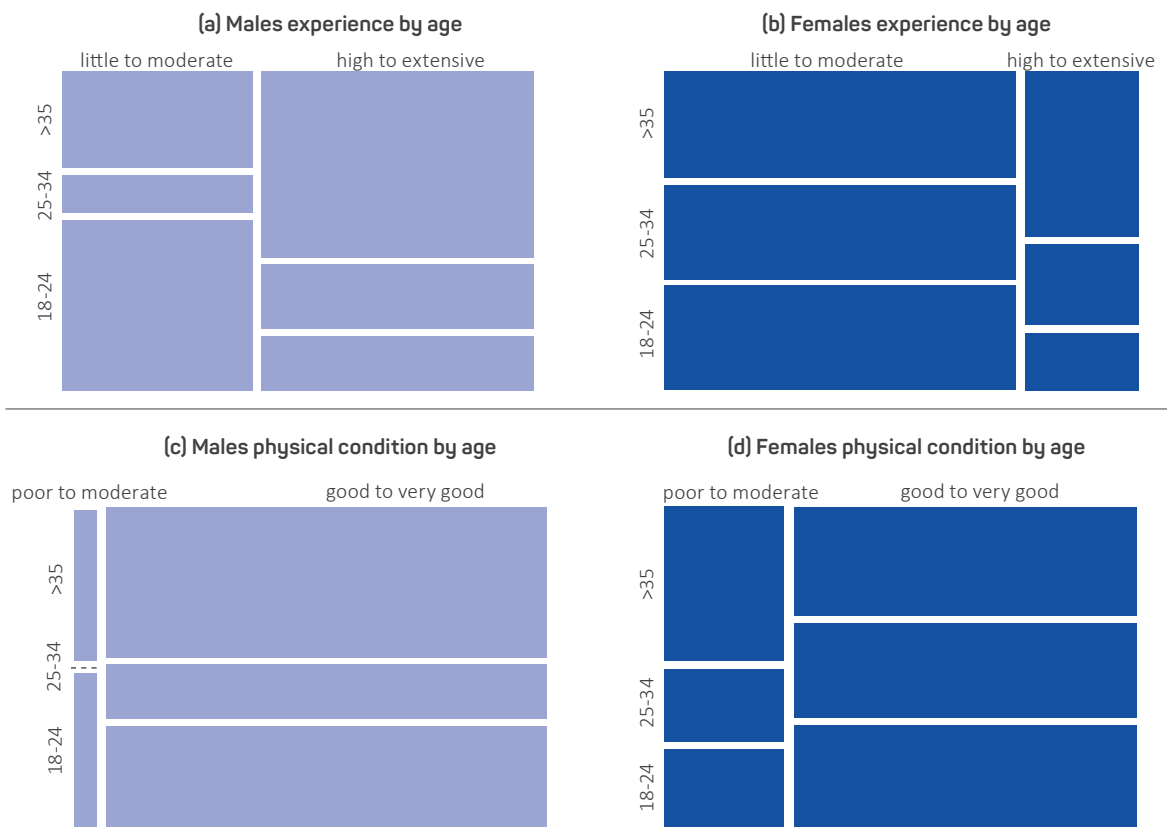 (a) Males experience by age
little to moderate
high to extensive
>35
25-34
18-24
(b) Females experience by age
little to moderate
high to extensive
>35
25-34
18-24
(c) Males physical condition by age
poor to moderate
good to very good
>35
25-34
18-24
(d) Females physical condition by age
poor to moderate
good to very good
>35
25-34
18-24